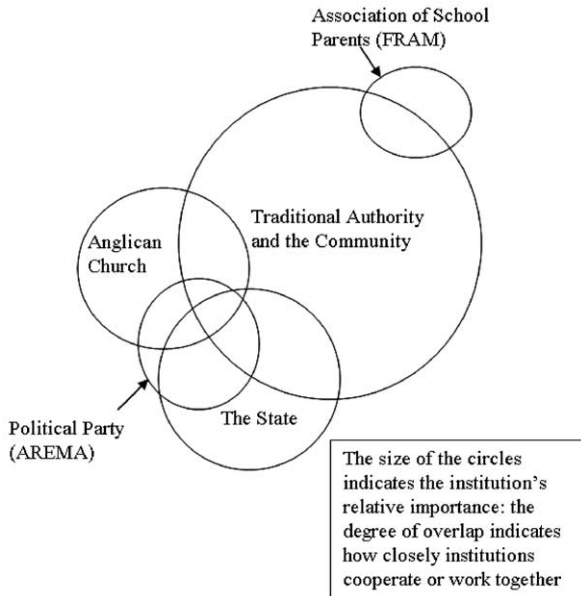 Association of School
Parents (FRAM)
Traditional Authority
and the Community
Anglican
Church
The State
Political Party
(AREMA)
The size of the circles
indicates the institution's
relative importance: the
degree of overlap indicates
how closely institutions
cooperate or work together